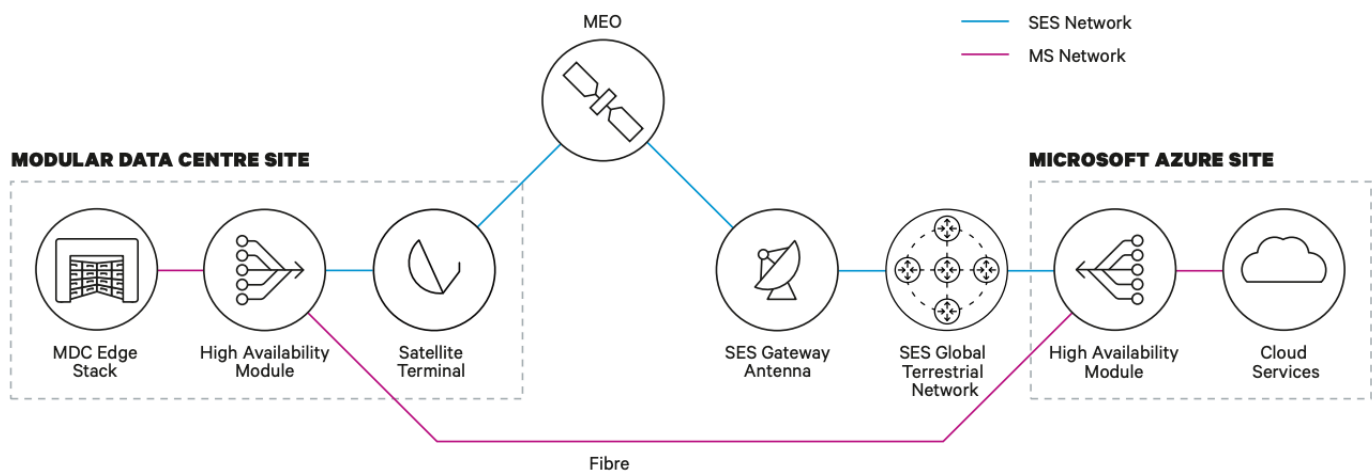 MEO
SES Network
MS Network
MODULAR DATA CENTRE SITE
MICROSOFT AZURE SITE
MDC Edge
Stack
High Availability
Module
Satellite
Terminal
SES Gateway
Antenna
SES Global
Terrestrial
Network
High Availability
Module
Cloud
Services
Fibre